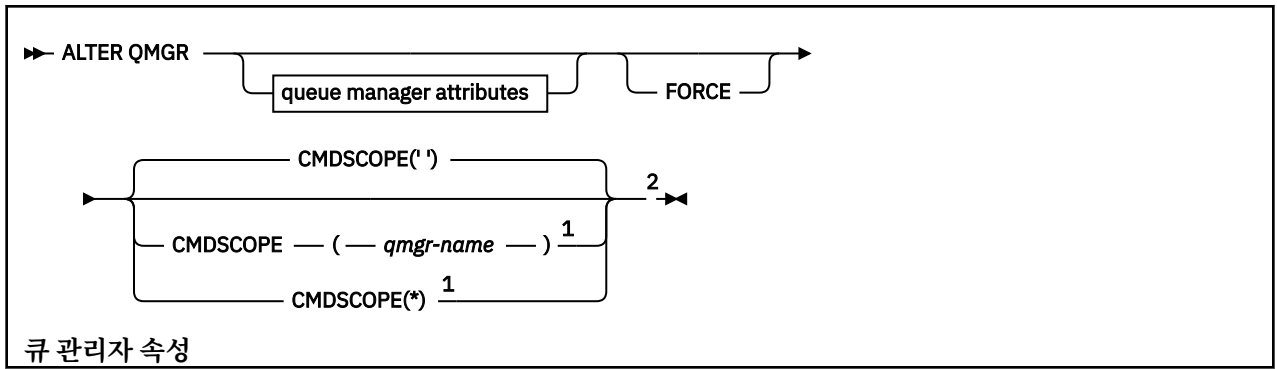 ALTER QMGR
queue manager attributes
FORCE
CMDSCOPE(' ')
2
CMDSCOPE ( qmgr-name ) 1
CMDSCOPE(*) 1
큐 관리자 속성